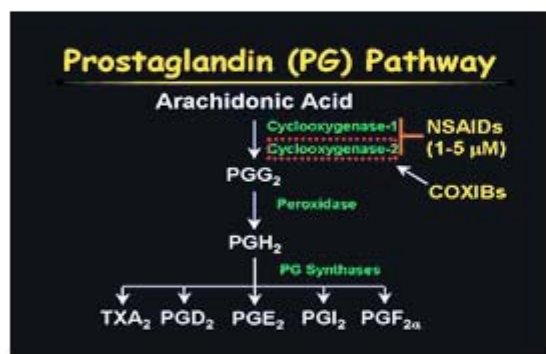 Prostaglandin (PG) Pathway
Arachidonic Acid
Cyclooxygenase-1
Cyclooxygenase-2
NSAIDs
(1-5 μM)
COXIBs
PGG₂
Peroxidase
PGH₂
PG Synthases
TXA₂ PGD₂ PGE₂ PGI₂ PGF₂α